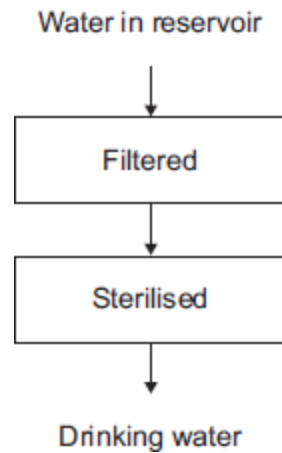 Water in reservoir
Filtered
Sterilised
Drinking water